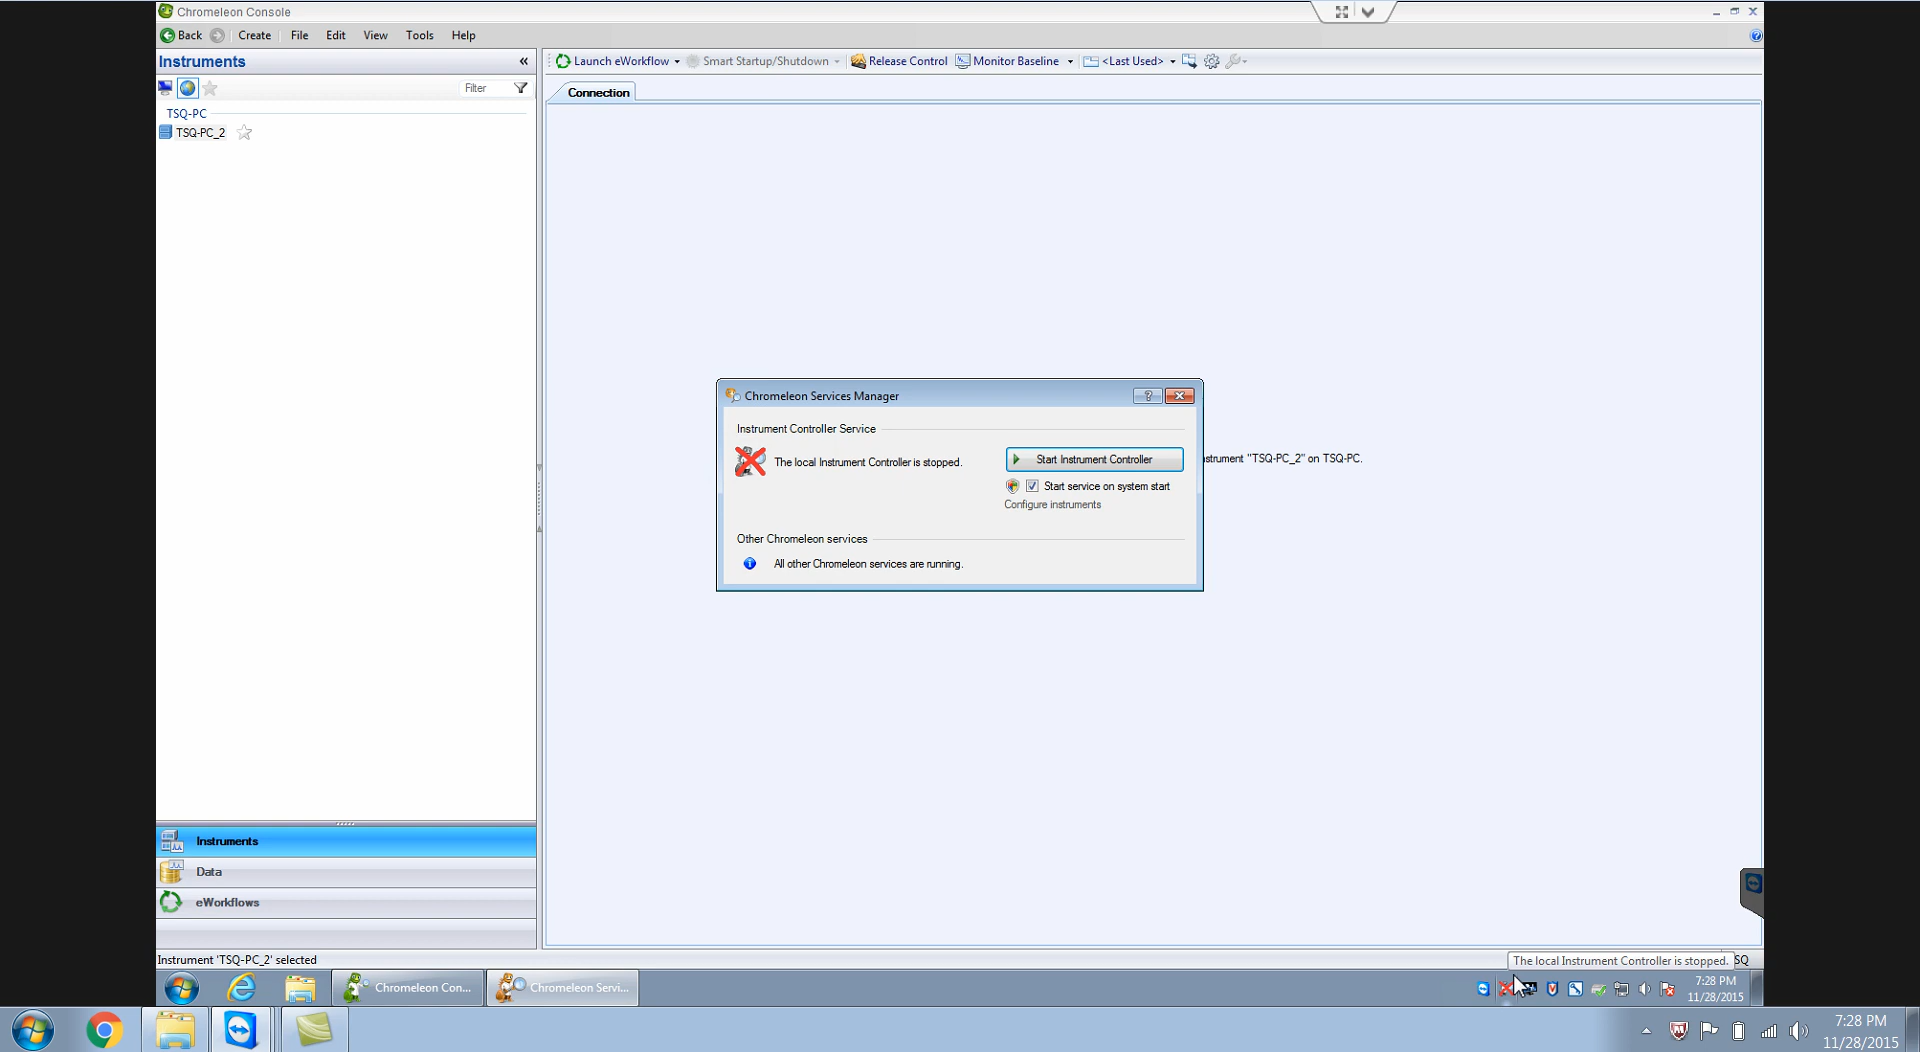 Chromeleon Console
Back Create File Edit View Tools Help
Instruments «
Launch eWorkflow Smart Startup/Shutdown Release Control Monitor Baseline <Last Used>
Filter
Connection
TSQ-PC
TSQ-PC_2
Chromeleon Services Manager ?
Instrument Controller Service
The local Instrument Controller is stopped.
Start Instrument Controller
strument "TSQ-PC_2" on TSQ-PC.
Start service on system start
Configure instruments
Other Chromeleon services
All other Chromeleon services are running.
Instruments
Data
eWorkflows
Instrument 'TSQ-PC_2' selected
The local Instrument Controller is stopped. SQ
Chromeleon Con...
Chromeleon Servi...
7:28 PM
11/28/2015
7:28 PM
11/28/2015